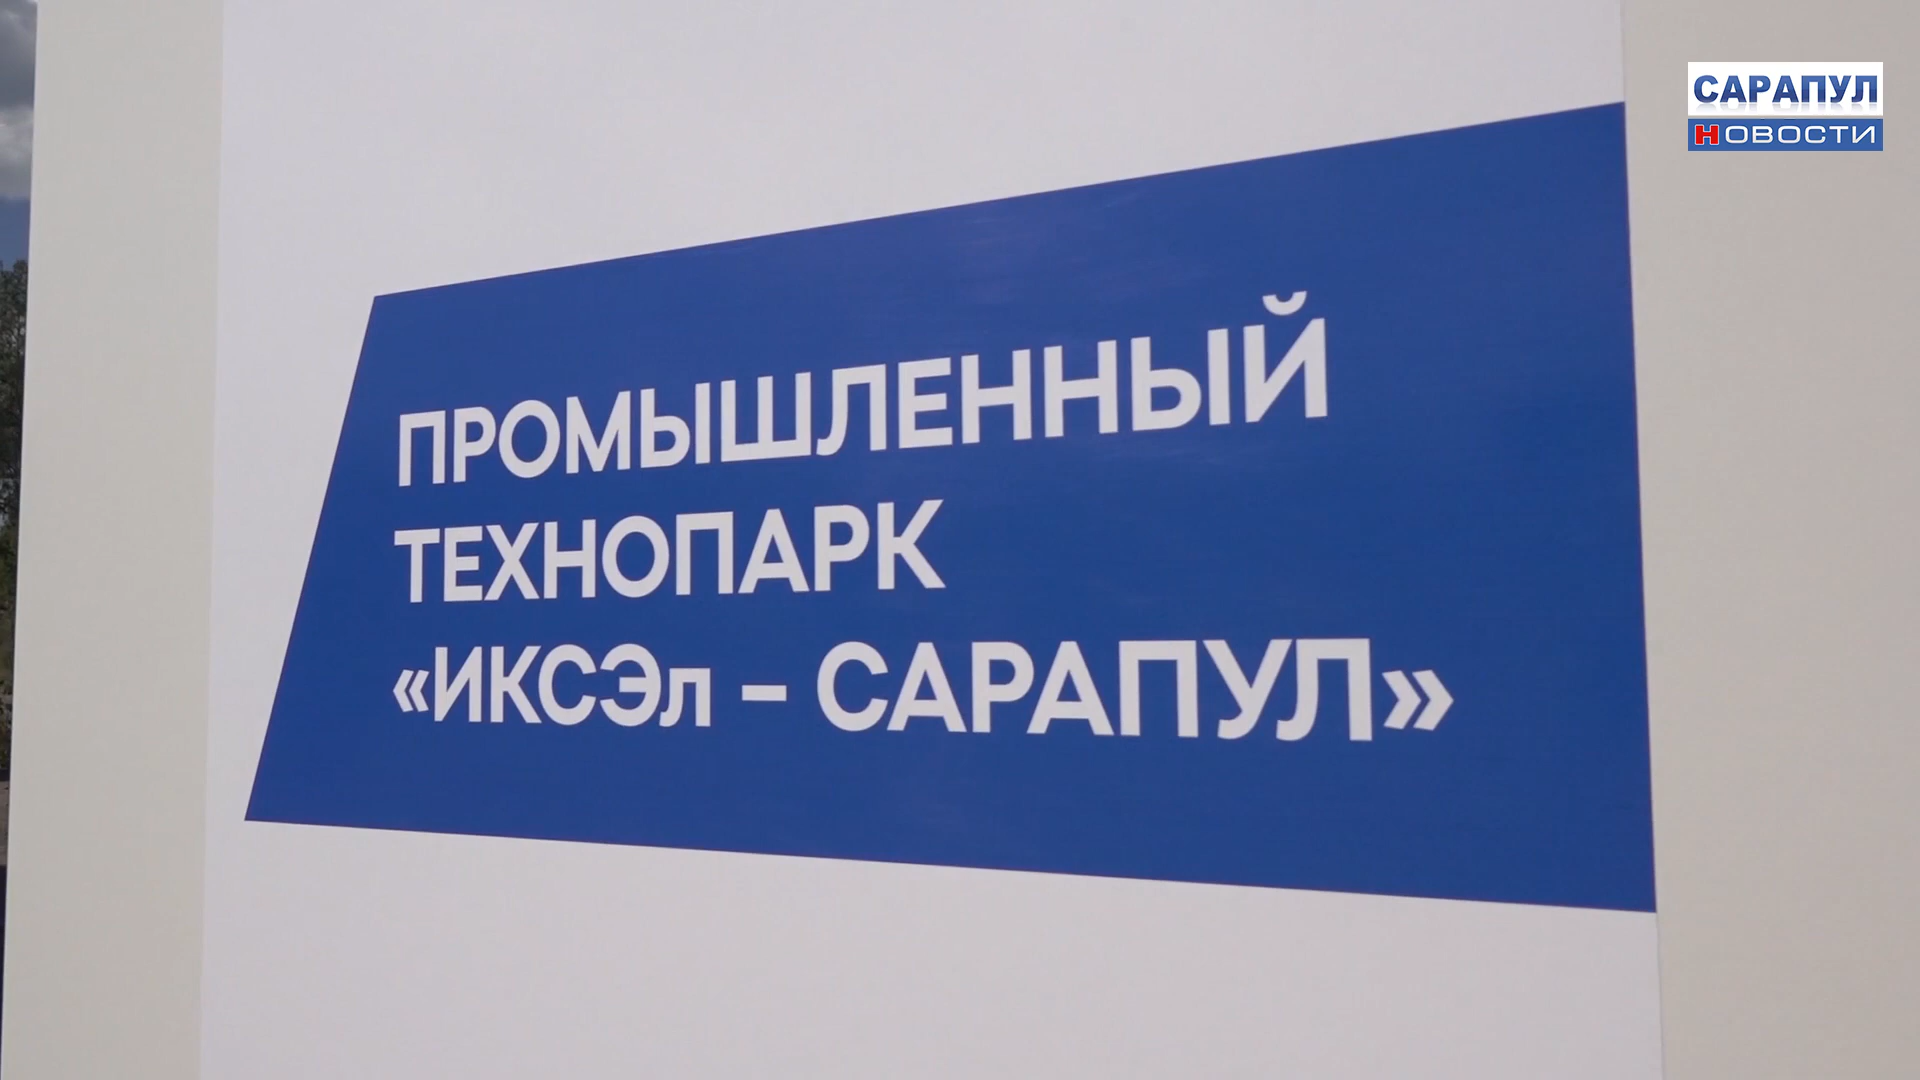 САРАПУЛ
НОВОСТИ
ПРОМЫШЛЕННЫЙ
ТЕХНОПАРК
«ИКСЭл – САРАПУЛ»